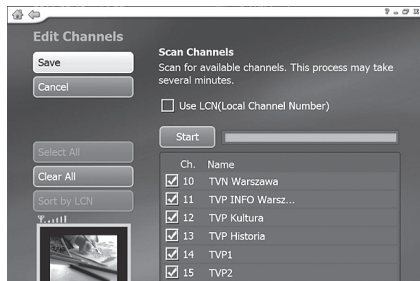 Edit Channels
Save
Cancel
Select All
Clear All
Sort by LCN
Scan Channels
Scan for available channels. This process may take
several minutes.
Use LCN(Local Channel Number)
Start
Ch. Name
10 TVN Warszawa
11 TVP INFO Warsz...
12 TVP Kultura
13 TVP Historia
14 TVP1
15 TVP2